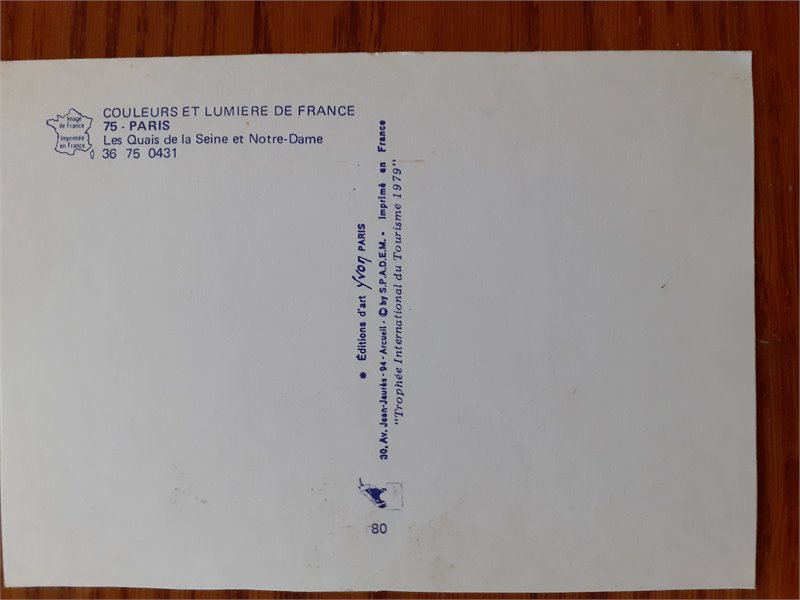 Image
de France
Imprimée
en France
COULEURS ET LUMIERE DE FRANCE
75 - PARIS
Les Quais de la Seine et Notre-Dame
36 75 0431
* Éditions d'art Yvon PARIS
30, Av. Jean-Jaurès - 94 - Arcueil - © by S.P.A.D.E.M. - Imprimé en France
"Trophée International du Tourisme 1979"
80